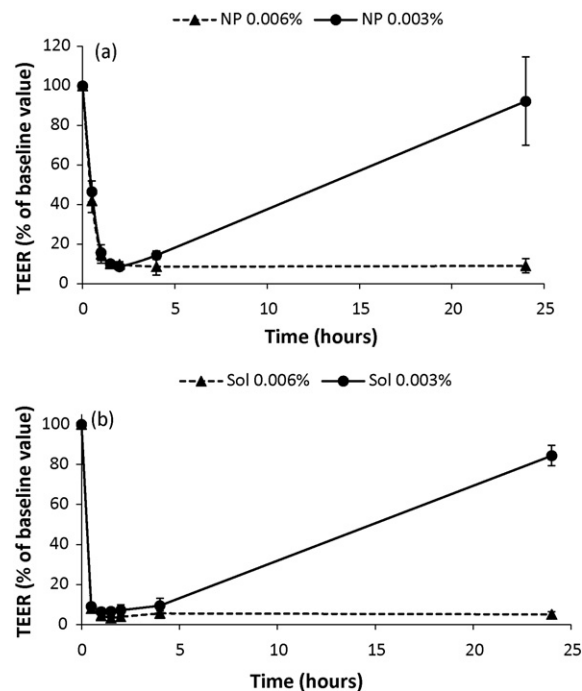 NP 0.006% NP 0.003%
(a)
TEER (% of baseline value)
120
100
80
60
40
20
0
0 5 10 15 20 25
Time (hours)
Sol 0.006% Sol 0.003%
(b)
TEER (% of baseline value)
100
80
60
40
20
0
0 5 10 15 20 25
Time (hours)